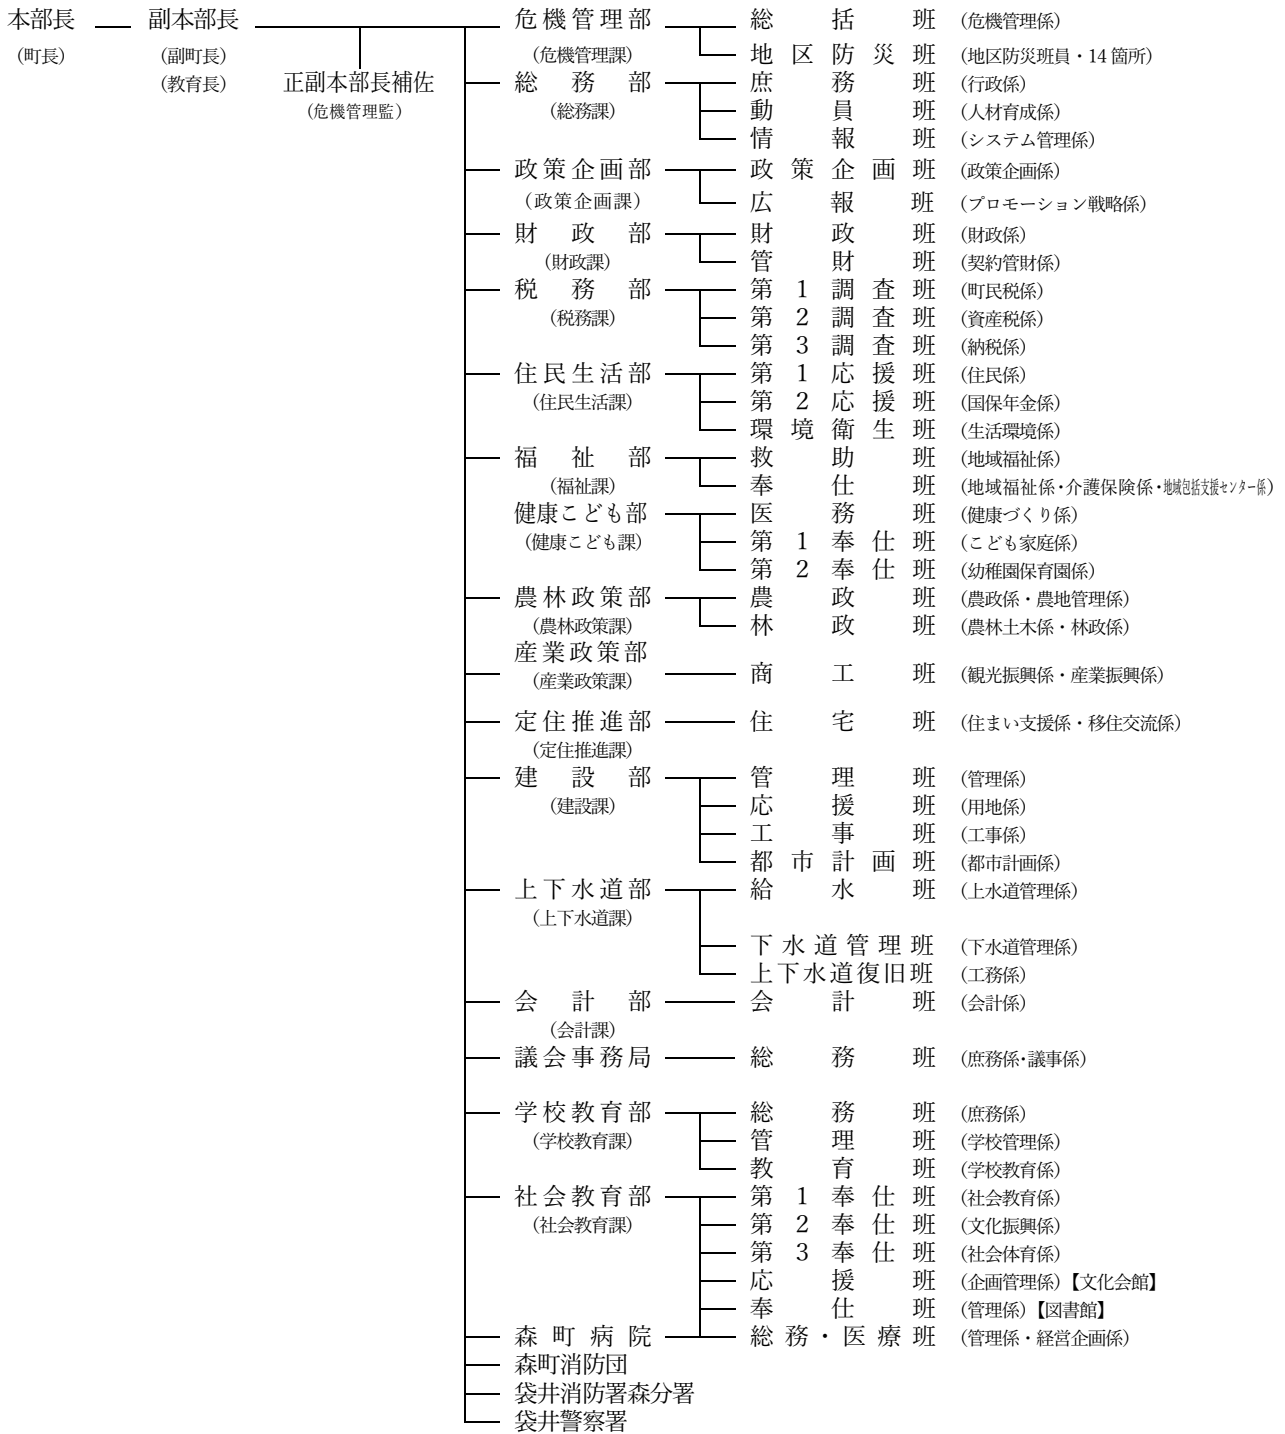 本部長 副本部長 危機管理部 総括班 (危機管理係)
(町長) (副町長) (危機管理課) 地区防災班 (地区防災班員・14箇所)
(教育長) 正副本部長補佐 総務部 庶務班 (行政係)
(危機管理監) (総務課) 動員班 (人材育成係)
情報班 (システム管理係)
政策企画部 政策企画班 (政策企画係)
(政策企画課) 広報班 (プロモーション戦略係)
財政部 財政班 (財政係)
(財政課) 管財班 (契約管財係)
税務部 第1調査班 (町民税係)
(税務課) 第2調査班 (資産税係)
第3調査班 (納税係)
住民生活部 第1応援班 (住民係)
(住民生活課) 第2応援班 (国保年金係)
環境衛生班 (生活環境係)
福祉部 救助班 (地域福祉係)
(福祉課) 奉仕班 (地域福祉係・介護保険係・地域包括支援センター係)
健康こども部 医務班 (健康づくり係)
(健康こども課) 第1奉仕班 (こども家庭係)
第2奉仕班 (幼稚園保育園係)
農林政策部 農政班 (農政係・農地管理係)
(農林政策課) 林政班 (農林土木係・林政係)
産業政策部
(産業政策課) 商工班 (観光振興係・産業振興係)
定住推進部 住宅班 (住まい支援係・移住交流係)
(定住推進課)
建設部 管理班 (管理係)
(建設課) 応援班 (用地係)
工事班 (工事係)
都市計画班 (都市計画係)
上下水道部 給水班 (上水道管理係)
(上下水道課)
下水道管理班 (下水道管理係)
上下水道復旧班 (工務係)
会計部 会計班 (会計係)
(会計課)
議会事務局 総務班 (庶務係・議事係)
学校教育部 総務班 (庶務係)
(学校教育課) 管理班 (学校管理係)
教育班 (学校教育係)
社会教育部 第1奉仕班 (社会教育係)
(社会教育課) 第2奉仕班 (文化振興係)
第3奉仕班 (社会体育係)
応援班 (企画管理係)【文化会館】
奉仕班 (管理係)【図書館】
森町病院 総務・医療班 (管理係・経営企画係)
森町消防団
袋井消防署森分署
袋井警察署